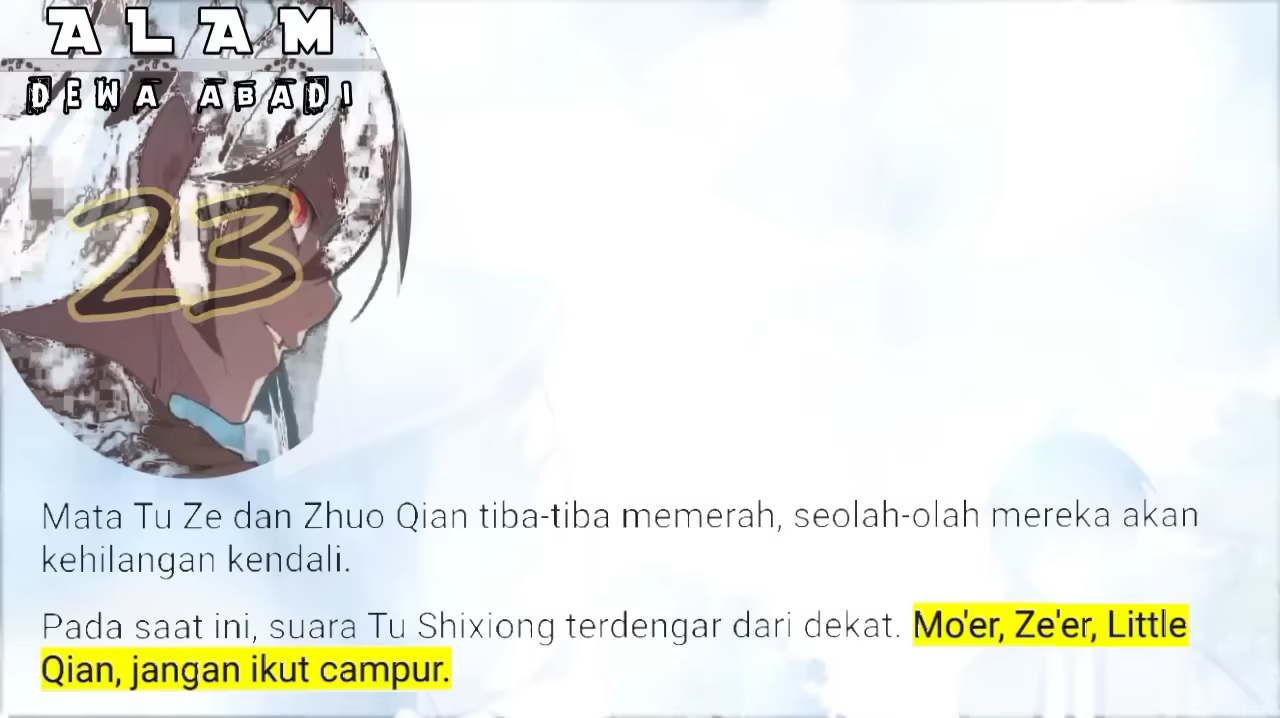 ALAM
DEWA ABADI
23
Mata Tu Ze dan Zhuo Qian tiba-tiba memerah, seolah-olah mereka akan
kehilangan kendali.
Pada saat ini, suara Tu Shixiong terdengar dari dekat. Mo'er, Ze'er, Little
Qian, jangan ikut campur.